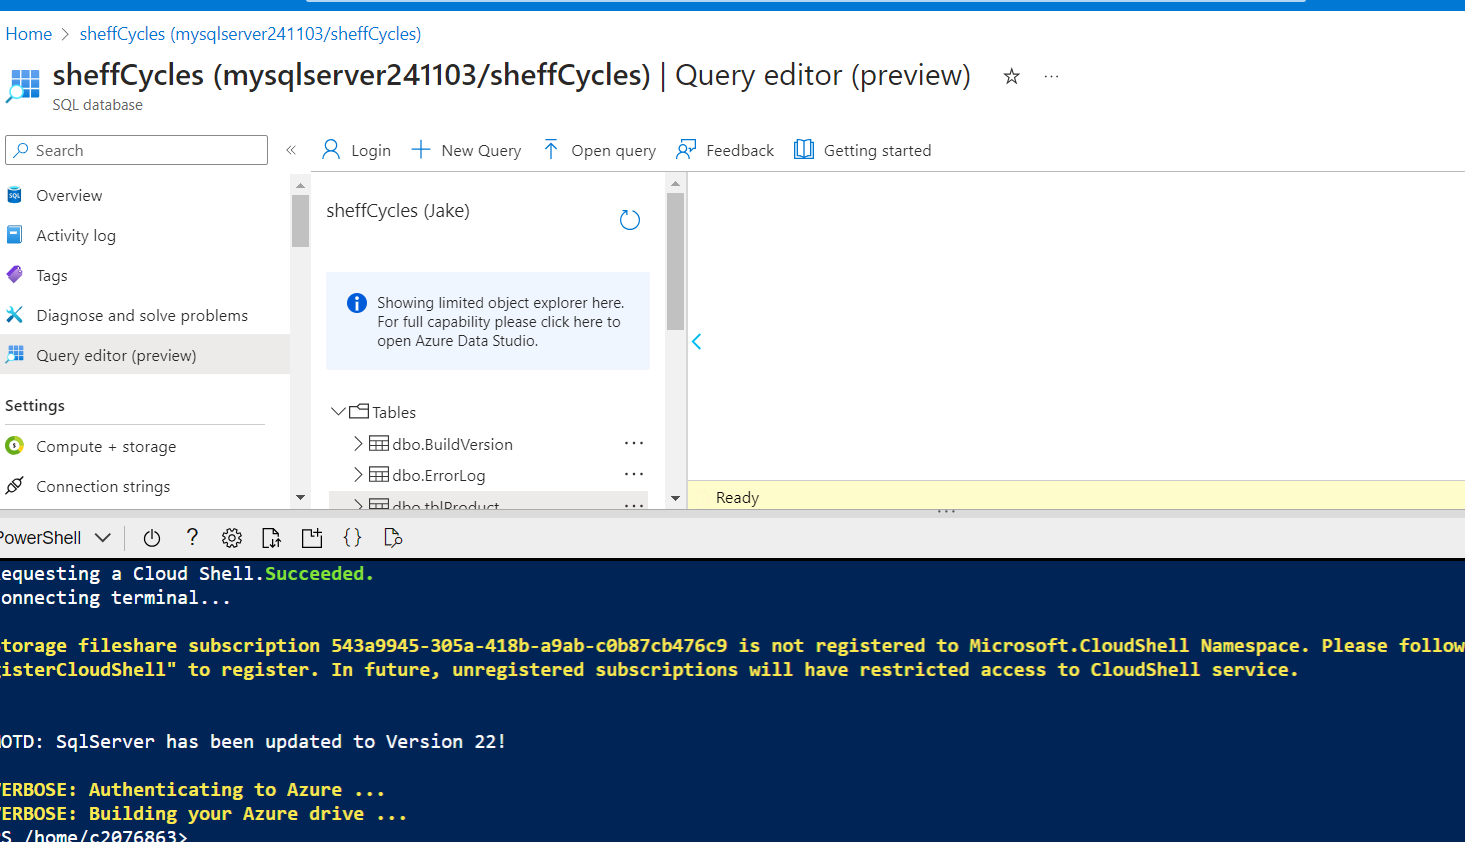 Home > sheffCycles (mysqlserver241103/sheffCycles)
sheffCycles (mysqlserver241103/sheffCycles) | Query editor (preview)
SQL database
Search
Login
New Query
Open query
Feedback
Getting started
Overview
Activity log
Tags
Diagnose and solve problems
Query editor (preview)
Settings
Compute + storage
Connection strings
sheffCycles (Jake)
Showing limited object explorer here.
For full capability please click here to
open Azure Data Studio.
Tables
dbo.BuildVersion
dbo.ErrorLog
dbo.tblProduct
Ready
PowerShell
equesting a Cloud Shell.Succeeded.
onnecting terminal...
torage fileshare subscription 543a9945-305a-418b-a9ab-c0b87cb476c9 is not registered to Microsoft.CloudShell Namespace. Please follow
gisterCloudShell" to register. In future, unregistered subscriptions will have restricted access to CloudShell service.
MOTD: SqlServer has been updated to Version 22!
VERBOSE: Authenticating to Azure ...
VERBOSE: Building your Azure drive ...
PS /home/c2076863>